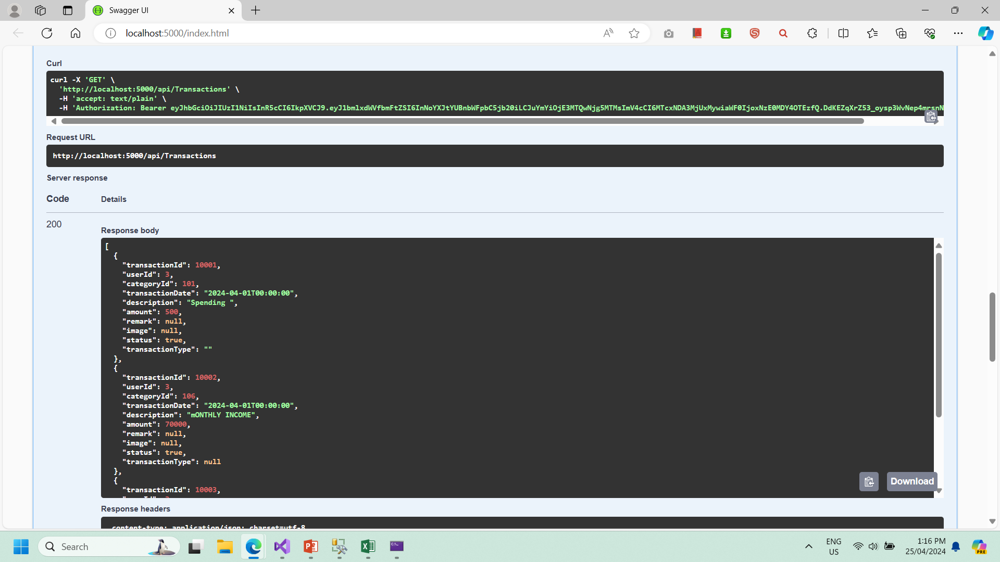 Swagger UI
localhost:5000/index.html
Curl
curl -X 'GET' \
'http://localhost:5000/api/Transactions' \
-H 'accept: text/plain' \
-H 'Authorization: Bearer eyJhbGciOiJIUzI1NiIsInR5cCI6IkpXVCJ9.eyJ1bmlxdWVfbmFtZSI6InNoYXJtYUBnbWFpbC5jb20iLCJuYmYiOjE3MTQwNjg5MTMsImV4cCI6MTcxNDA3MjUxMywiaWF0IjoxNzE0MDY4OTEzfQ.DdKEZqXrZ53_oysp3WvNep4mrsnN
Request URL
http://localhost:5000/api/Transactions
Server response
Code Details
200
Response body
[
{
"transactionId": 10001,
"userId": 3,
"categoryId": 101,
"transactionDate": "2024-04-01T00:00:00",
"description": "Spending ",
"amount": 500,
"remark": null,
"image": null,
"status": true,
"transactionType": ""
},
{
"transactionId": 10002,
"userId": 3,
"categoryId": 106,
"transactionDate": "2024-04-01T00:00:00",
"description": "mONTHLY INCOME",
"amount": 70000,
"remark": null,
"image": null,
"status": true,
"transactionType": null
},
{
"transactionId": 10003,
Download
Response headers
content-type: application/json; charset=utf-8
Search
ENG
US
1:16 PM
25/04/2024
PRE